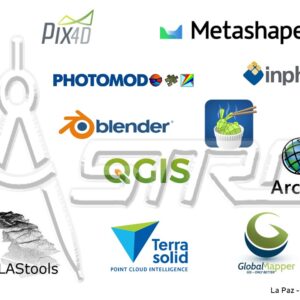 PIX4D
Metashape
PHOTOMOD
inph
blender
QGIS
Arc
LAStools
Terra
solid
POINT CLOUD INTELLIGENCE
GlobalMapper
La Paz -